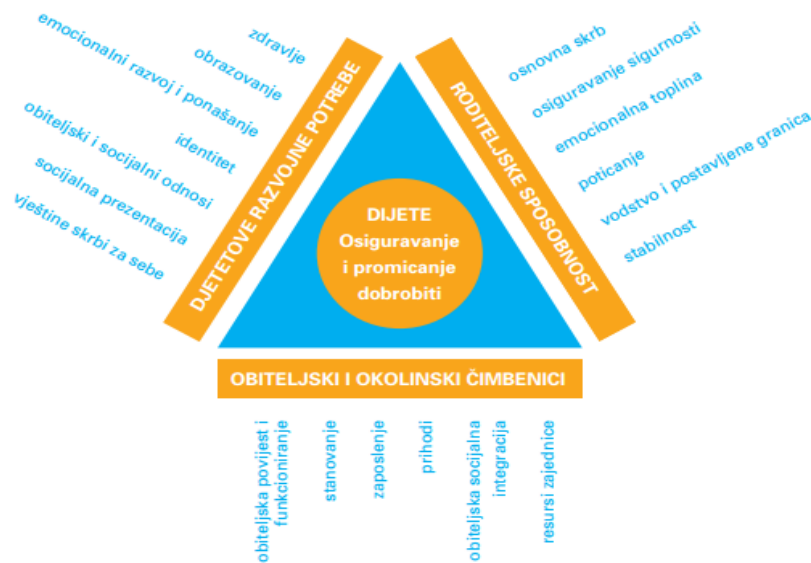 zdravlje
obrazovanje
emocionalni razvoj i ponašanje
identitet
obiteljski i socijalni odnosi
socijalna prezentacija
vještine skrbi za sebe
DJETETOVE RAZVOJNE POTREBE
RODITELJSKE SPOSOBNOST
osnovna skrb
osiguravanje sigurnosti
emocionalna toplina
poticanje
vodstvo i postavljene granica
stabilnost
DIJETE
Osiguravanje
i promicanje
dobrobiti
OBITELJSKI I OKOLINSKI ČIMBENICI
obiteljska povijest i
funkcioniranje
stanovanje
zaposlenje
prihodi
obiteljska socijalna
integracija
resursi zajednice